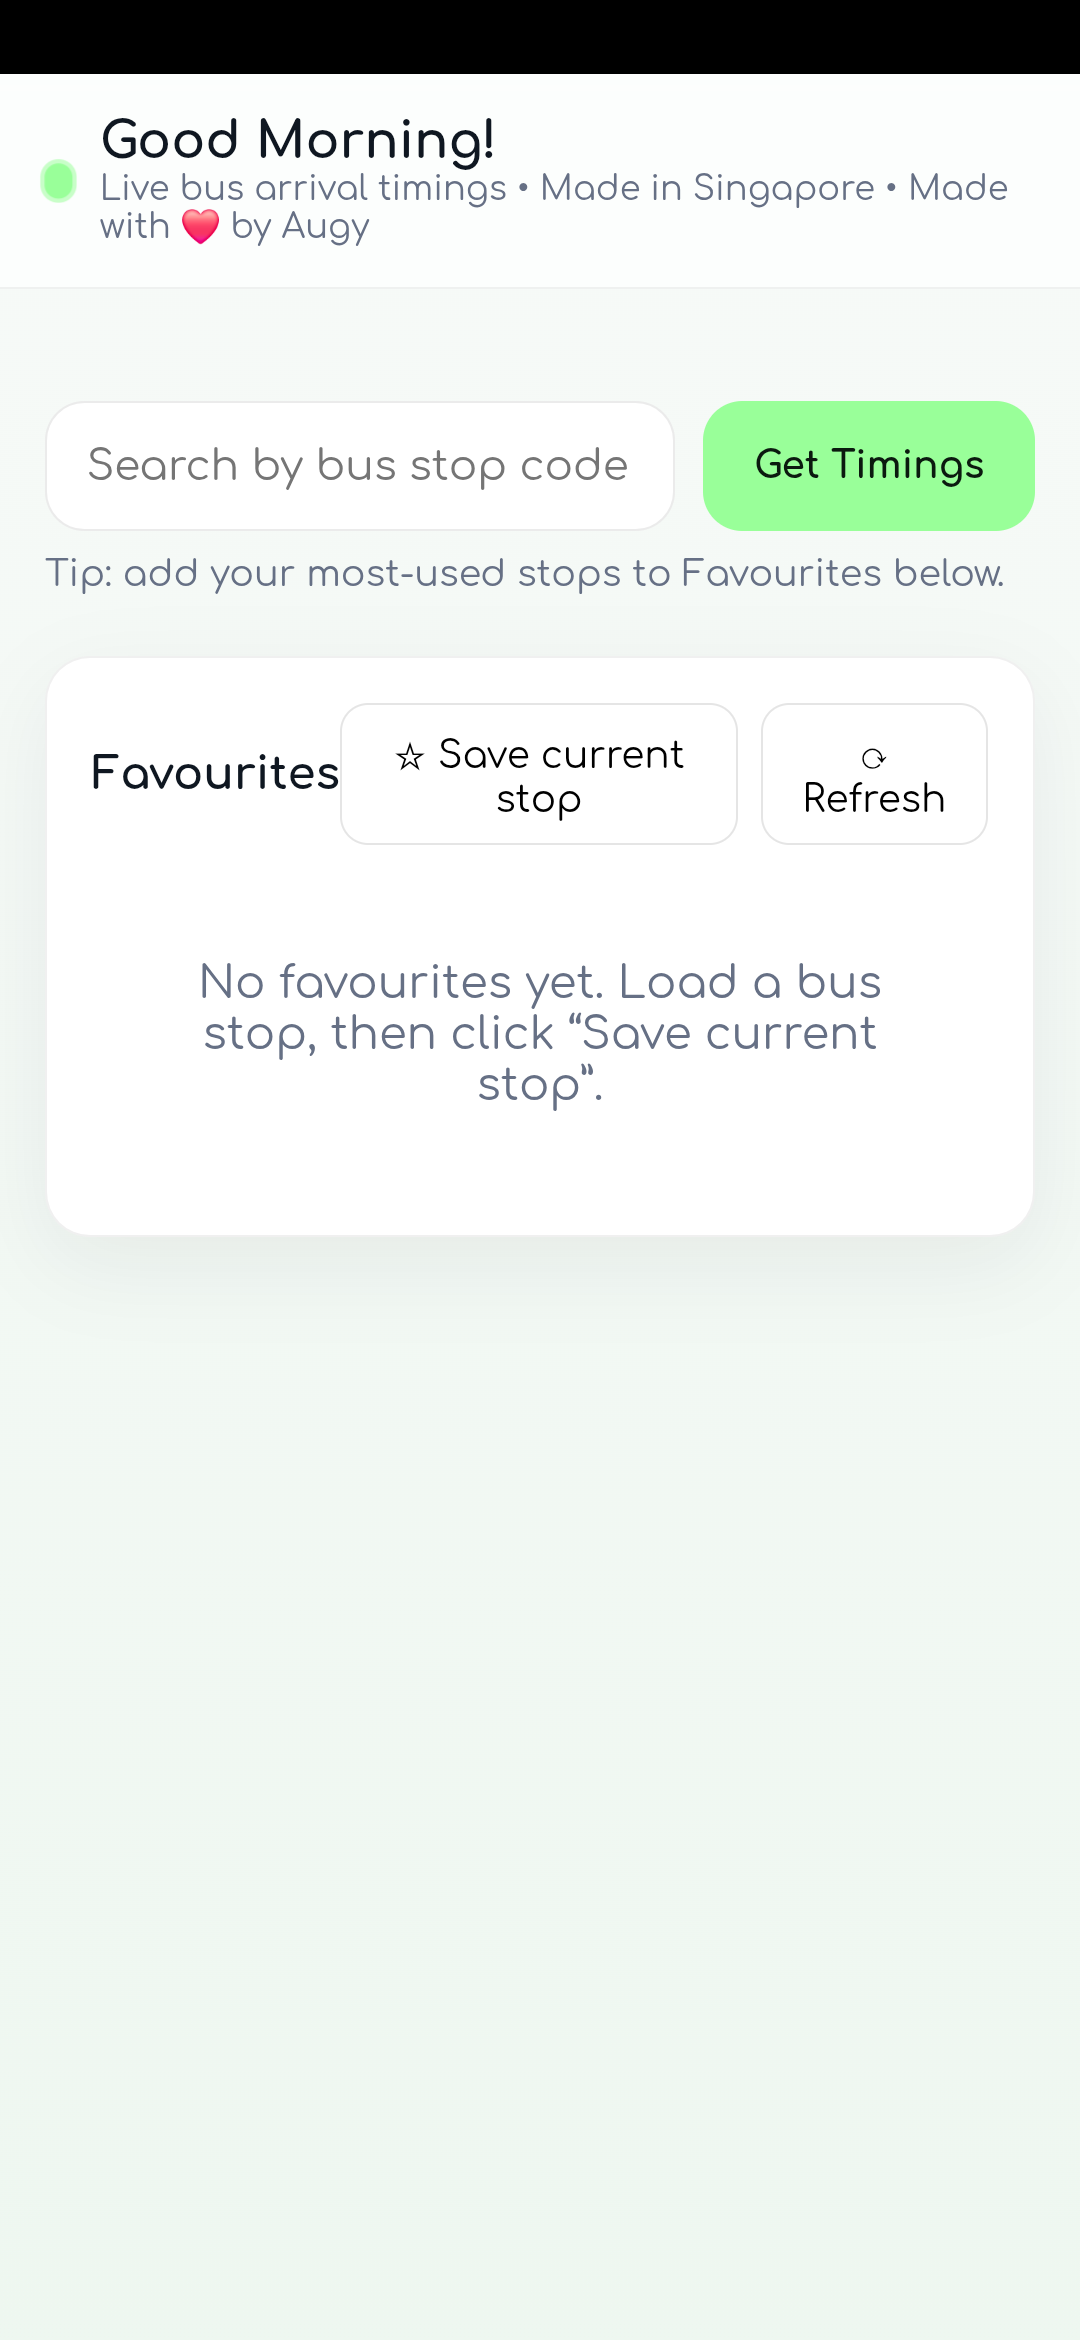 Good Morning!
Live bus arrival timings • Made in Singapore • Made
with ❤️ by Augy
Search by bus stop code
Get Timings
Tip: add your most-used stops to Favourites below.
Favourites
☆ Save current
stop
⟳
Refresh
No favourites yet. Load a bus
stop, then click “Save current
stop”.